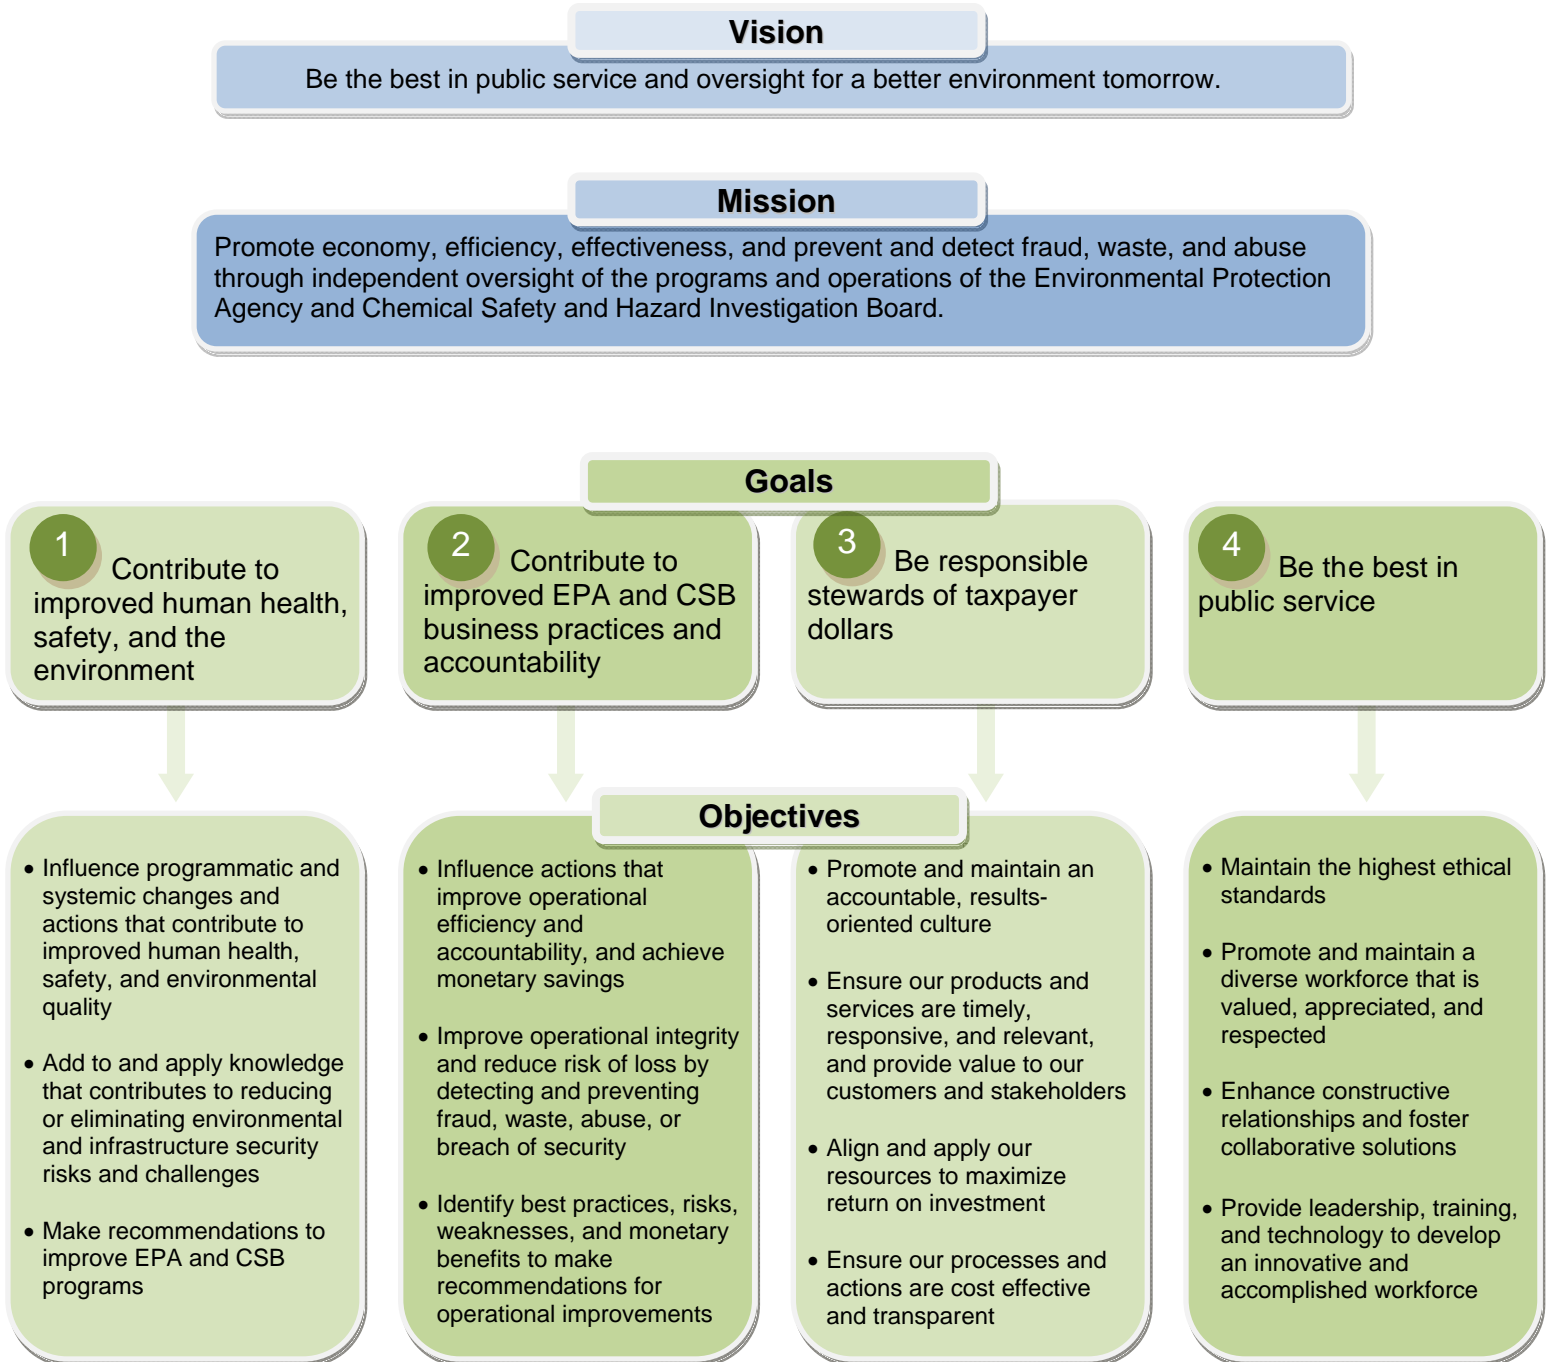 Vision
Be the best in public service and oversight for a better environment tomorrow.
Mission
Promote economy, efficiency, effectiveness, and prevent and detect fraud, waste, and abuse
through independent oversight of the programs and operations of the Environmental Protection
Agency and Chemical Safety and Hazard Investigation Board.
Goals
1
Contribute to
improved human health,
safety, and the
environment
2
Contribute to
improved EPA and CSB
business practices and
accountability
3
Be responsible
stewards of taxpayer
dollars
4
Be the best in
public service
Objectives
• Influence programmatic and
systemic changes and
actions that contribute to
improved human health,
safety, and environmental
quality
• Add to and apply knowledge
that contributes to reducing
or eliminating environmental
and infrastructure security
risks and challenges
• Make recommendations to
improve EPA and CSB
programs
• Influence actions that
improve operational
efficiency and
accountability, and achieve
monetary savings
• Improve operational integrity
and reduce risk of loss by
detecting and preventing
fraud, waste, abuse, or
breach of security
• Identify best practices, risks,
weaknesses, and monetary
benefits to make
recommendations for
operational improvements
• Promote and maintain an
accountable, results-
oriented culture
• Ensure our products and
services are timely,
responsive, and relevant,
and provide value to our
customers and stakeholders
• Align and apply our
resources to maximize
return on investment
• Ensure our processes and
actions are cost effective
and transparent
• Maintain the highest ethical
standards
• Promote and maintain a
diverse workforce that is
valued, appreciated, and
respected
• Enhance constructive
relationships and foster
collaborative solutions
• Provide leadership, training,
and technology to develop
an innovative and
accomplished workforce